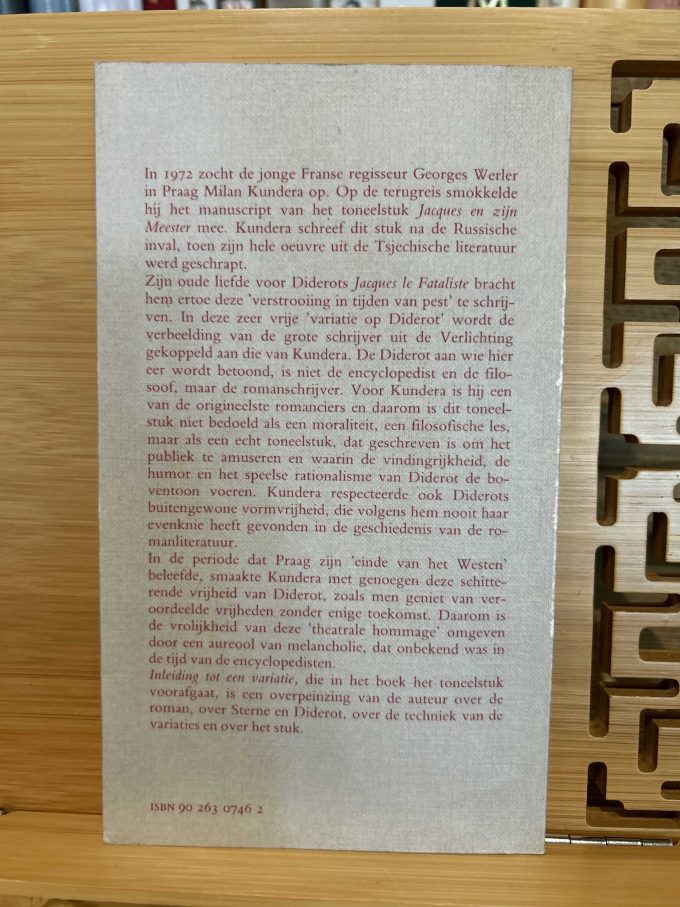 In 1972 zocht de jonge Franse regisseur Georges Werler
in Praag Milan Kundera op. Op de terugreis smokkelde
hij het manuscript van het toneelstuk Jacques en zijn
Meester mee. Kundera schreef dit stuk na de Russische
inval, toen zijn hele oeuvre uit de Tsjechische literatuur
werd geschrapt.
Zijn oude liefde voor Diderots Jacques le Fataliste bracht
hem ertoe deze 'verstrooiing in tijden van pest' te schrij-
ven. In deze zeer vrije 'variatie op Diderot' wordt de
verbeelding van de grote schrijver uit de Verlichting
gekoppeld aan die van Kundera. De Diderot aan wie hier
eer wordt betoond, is niet de encyclopedist en de filo-
soof, maar de romanschrijver. Voor Kundera is hij een
van de origineelste romanciers en daarom is dit toneel-
stuk niet bedoeld als een moraliteit, een filosofische les,
maar als een echt toneelstuk, dat geschreven is om het
publiek te amuseren en waarin de vindingrijkheid, de
humor en het speelse rationalisme van Diderot de bo-
ventoon voeren. Kundera respecteerde ook Diderots
buitengewone vormvrijheid, die volgens hem nooit haar
evenknie heeft gevonden in de geschiedenis van de ro-
manliteratuur.
In de periode dat Praag zijn 'einde van het Westen'
beleefde, smaakte Kundera met genoegen deze schitte-
rende vrijheid van Diderot, zoals men geniet van ver-
oordeelde vrijheden zonder enige toekomst. Daarom is
de vrolijkheid van deze 'theatrale hommage' omgeven
door een aureool van melancholie, dat onbekend was in
de tijd van de encyclopedisten.
Inleiding tot een variatie, die in het boek het toneelstuk
voorafgaat, is een overpeinzing van de auteur over de
roman, over Sterne en Diderot, over de techniek van de
variaties en over het stuk.
ISBN 90 263 0746 2